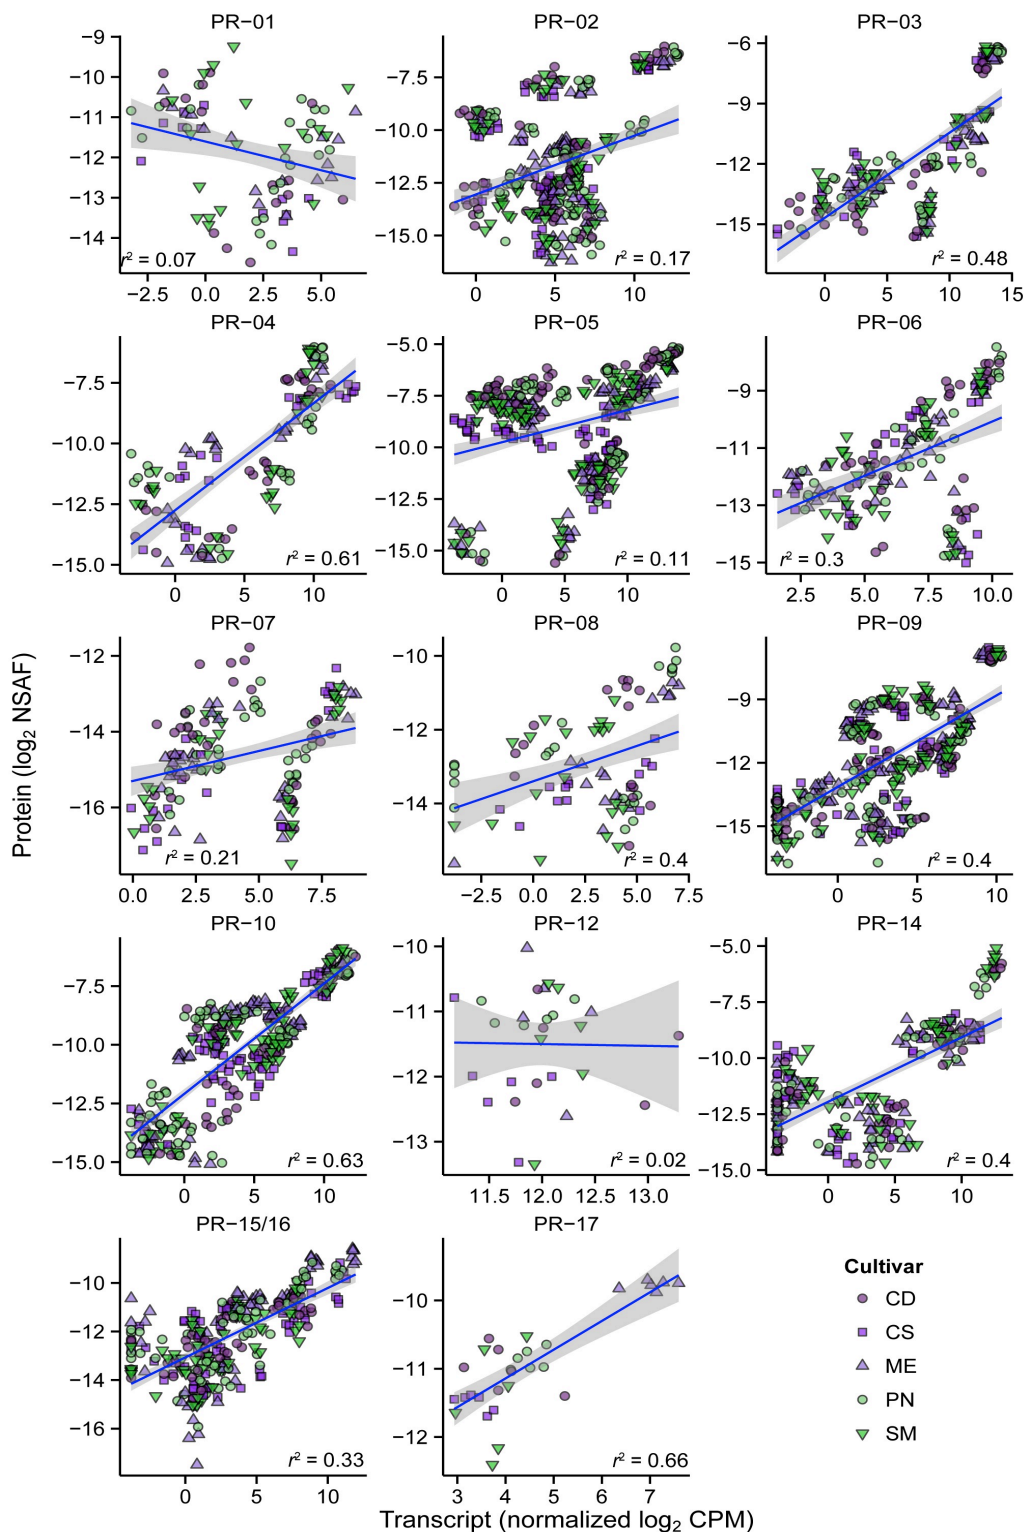 PR−01
−9
−10
−11
−12
−13
−14
r² = 0.07
−2.5 0.0 2.5 5.0
PR−02
−7.5
−10.0
−12.5
−15.0
r² = 0.17
0 5 10
PR−03
−6
−9
−12
−15
r² = 0.48
0 5 10 15
PR−04
−7.5
−10.0
−12.5
−15.0
r² = 0.61
0 10
PR−05
−5.0
−7.5
−10.0
−12.5
−15.0
r² = 0.11
0 5 10
PR−06
−9
−11
−13
−15
r² = 0.3
2.5 5.0 7.5 10.0
PR−07
−12
−14
−16
r² = 0.21
0.0 2.5 5.0 7.5
PR−08
−10
−12
−14
r² = 0.4
−2.5 0.0 2.5 5.0 7.5
PR−09
−9
−12
−15
r² = 0.4
0 5 10
PR−10
−7.5
−10.0
−12.5
−15.0
r² = 0.63
0 5 10
PR−12
−10
−11
−12
−13
r² = 0.02
11.5 12.0 12.5 13.0
PR−14
−5.0
−7.5
−10.0
−12.5
−15.0
r² = 0.4
0 5 10
PR−15/16
−10
−12
−14
−16
r² = 0.33
0 5 10
PR−17
−10
−11
−12
r² = 0.66
3 4 5 6 7
Cultivar
CD
CS
ME
PN
SM
Protein (log₂ NSAF)
Transcript (normalized log₂ CPM)